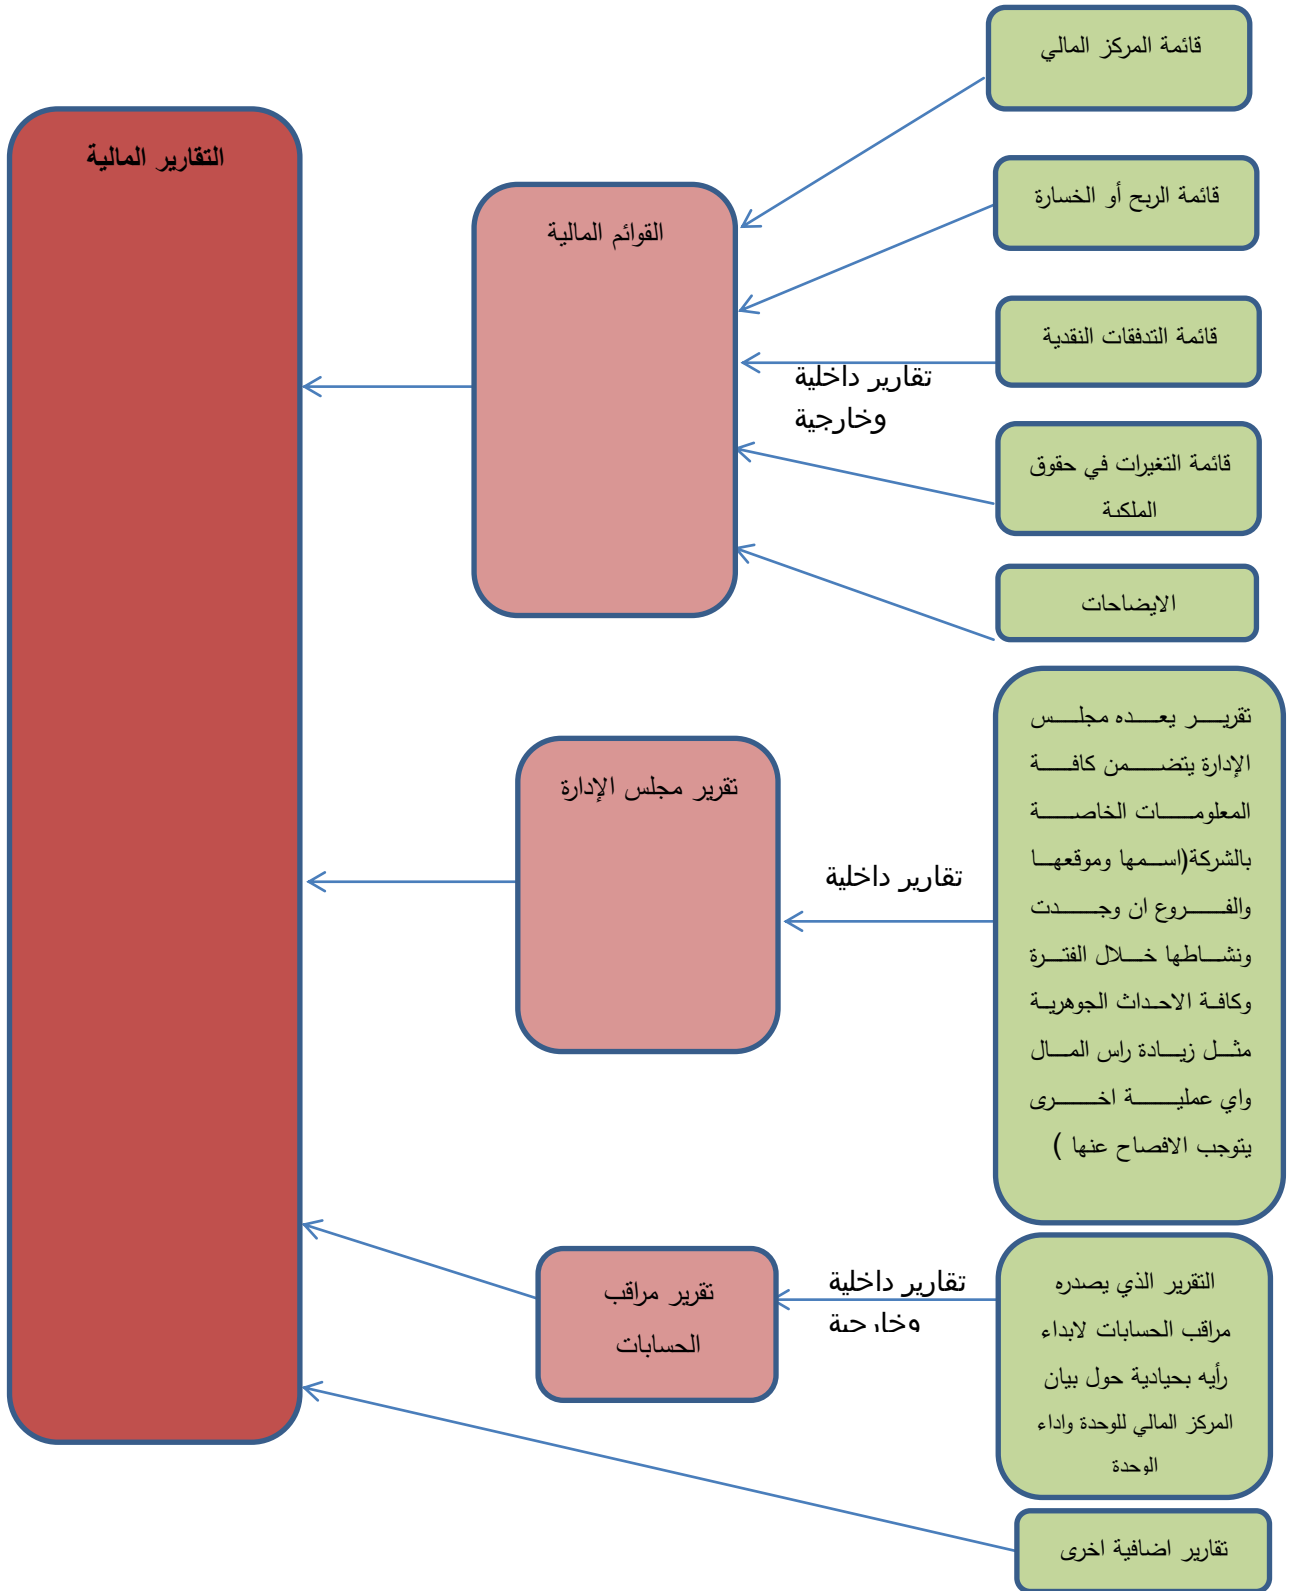 قائمة المركز المالي
التقارير المالية
قائمة الربح أو الخسارة
القوائم المالية
قائمة التدفقات النقدية
تقارير داخلية
وخارجية
قائمة التغيرات في حقوق
الملكية
الايضاحات
تقرير يعده مجلس
الإدارة يتضمن كافة
المعلومات الخاصة
بالشركة(اسمها وموقعها
والفروع ان وجدت
ونشاطها خلال الفترة
وكافة الاحداث الجوهرية
مثل زيادة راس المال
واي عملية اخرى
يتوجب الافصاح عنها )
تقرير مجلس الإدارة
تقارير داخلية
التقرير الذي يصدره
مراقب الحسابات لابداء
رأيه بحيادية حول بيان
المركز المالي للوحدة واداء
الوحدة
تقارير داخلية
وخارجية
تقرير مراقب
الحسابات
تقارير اضافية اخرى